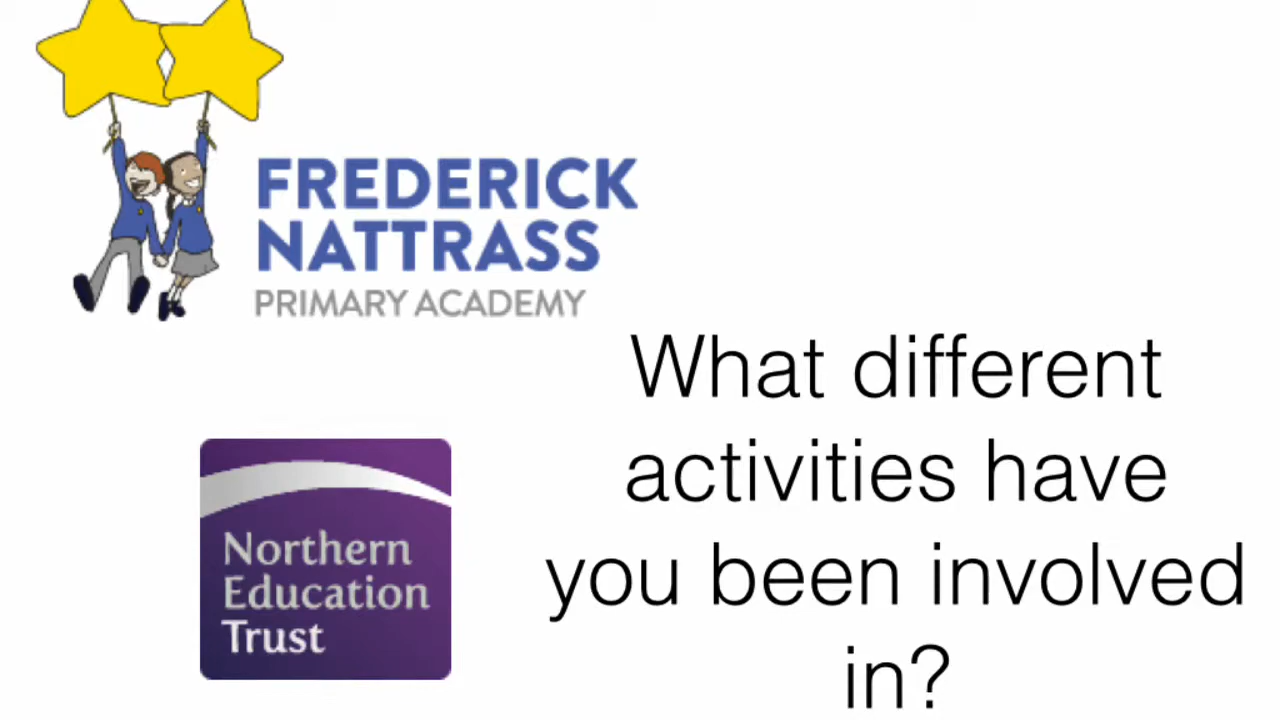 FREDERICK
NATTRASS
PRIMARY ACADEMY
What different
activities have
you been involved
in?
Northern
Education
Trust